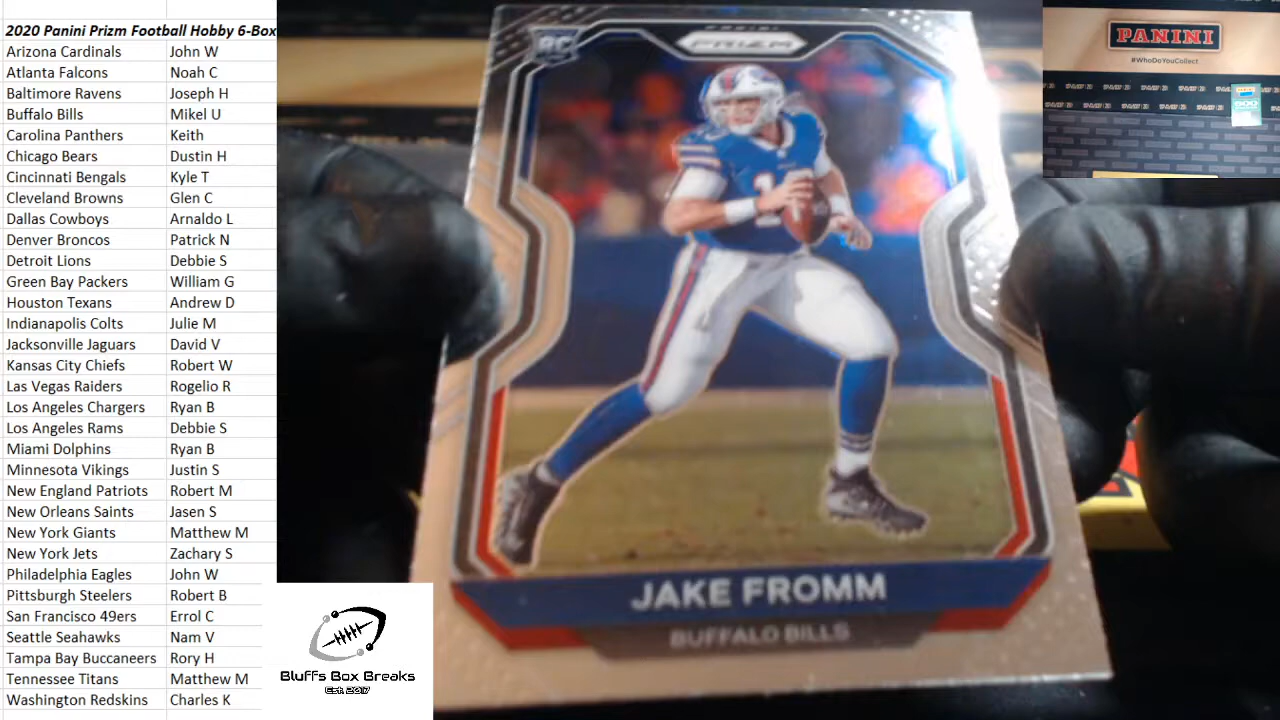 2020 Panini Prizm Football Hobby 6-Box
Arizona Cardinals John W
Atlanta Falcons Noah C
Baltimore Ravens Joseph H
Buffalo Bills Mikel U
Carolina Panthers Keith
Chicago Bears Dustin H
Cincinnati Bengals Kyle T
Cleveland Browns Glen C
Dallas Cowboys Arnaldo L
Denver Broncos Patrick N
Detroit Lions Debbie S
Green Bay Packers William G
Houston Texans Andrew D
Indianapolis Colts Julie M
Jacksonville Jaguars David V
Kansas City Chiefs Robert W
Las Vegas Raiders Rogelio R
Los Angeles Chargers Ryan B
Los Angeles Rams Debbie S
Miami Dolphins Ryan B
Minnesota Vikings Justin S
New England Patriots Robert M
New Orleans Saints Jasen S
New York Giants Matthew M
New York Jets Zachary S
Philadelphia Eagles John W
Pittsburgh Steelers Robert B
San Francisco 49ers Errol C
Seattle Seahawks Nam V
Tampa Bay Buccaneers Rory H
Tennessee Titans Matthew M
Washington Redskins Charles K
RC
PANINI
PRIZM
JAKE FROMM
BUFFALO BILLS
Bluffs Box Breaks
Est. 2017
PANINI
#WhoDoYouCollect